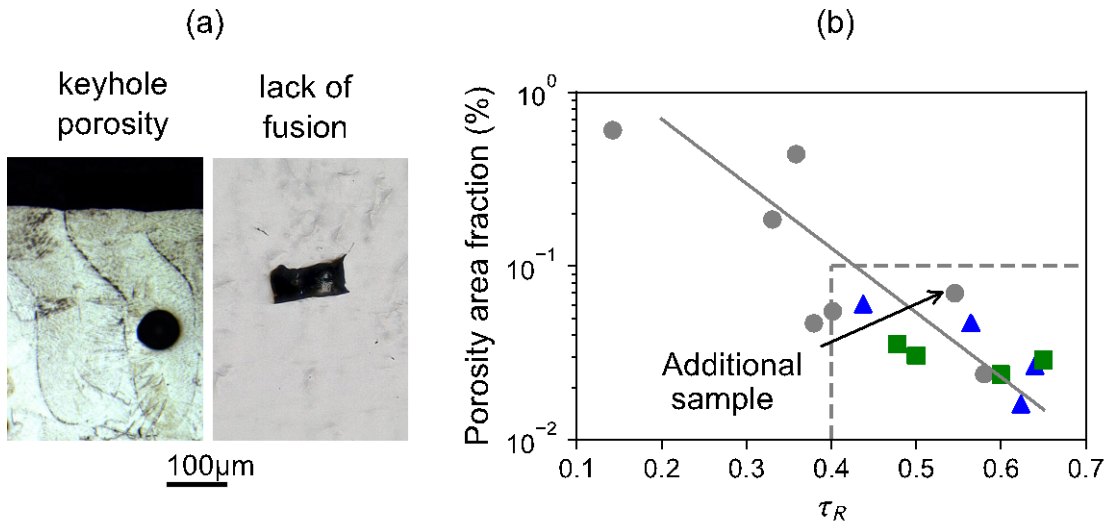 (a)
keyhole
porosity
lack of
fusion
100μm
(b)
Porosity area fraction (%)
10⁰
10⁻¹
10⁻²
Additional
sample
0.1 0.2 0.3 0.4 0.5 0.6 0.7
τ_R